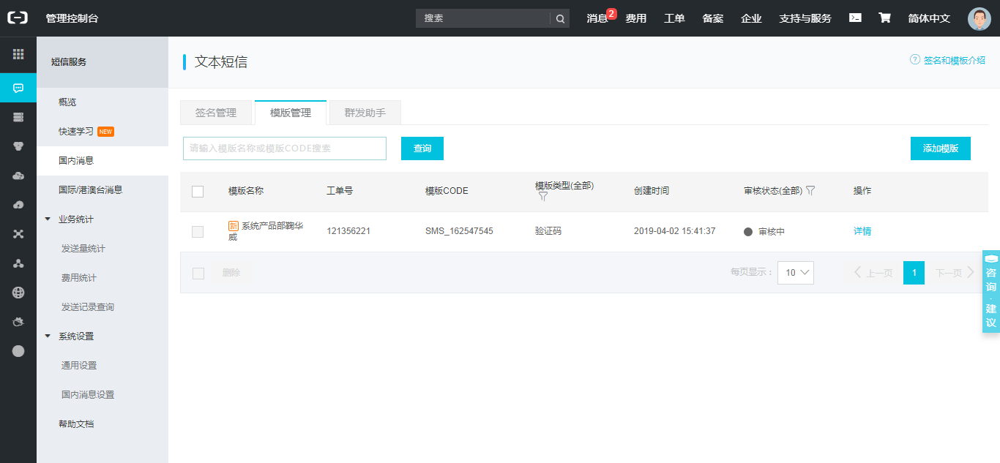 管理控制台
搜索
消息 2
费用
工单
备案
企业
支持与服务
简体中文
短信服务
概览
快速学习 NEW
国内消息
国际/港澳台消息
业务统计
发送量统计
费用统计
发送记录查询
系统设置
通用设置
国内消息设置
帮助文档
文本短信
签名和模板介绍
签名管理
模版管理
群发助手
请输入模版名称或模版CODE搜索
查询
添加模版
模版名称
工单号
模版CODE
模版类型(全部)
创建时间
审核状态(全部)
操作
新 系统产品部鞠华
威
121356221
SMS_162547545
验证码
2019-04-02 15:41:37
审核中
详情
删除
每页显示：
10
上一页
1
下一页
咨
询
·
建
议